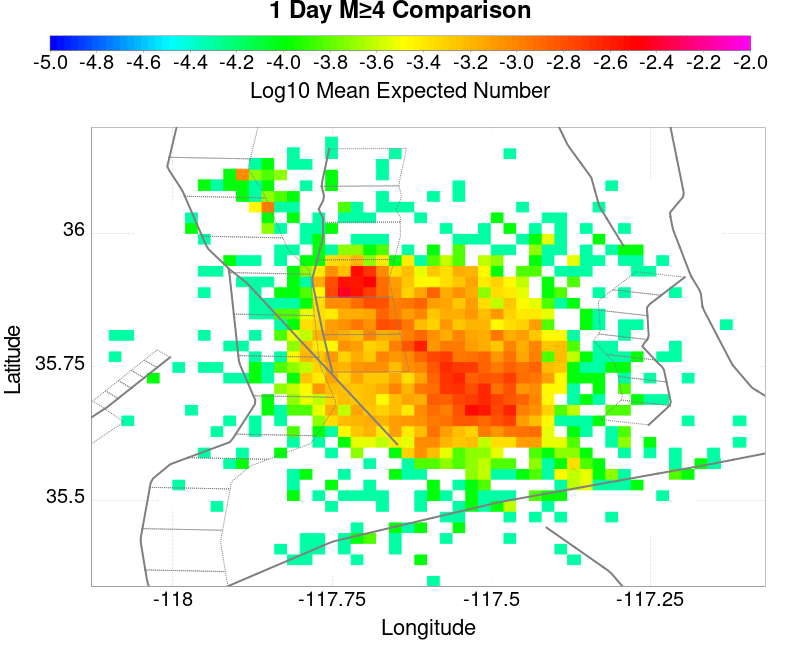 1 Day M≥4 Comparison
-5.0 -4.8 -4.6 -4.4 -4.2 -4.0 -3.8 -3.6 -3.4 -3.2 -3.0 -2.8 -2.6 -2.4 -2.2 -2.0
Log10 Mean Expected Number
36
35.75
35.5
Latitude
-118 -117.75 -117.5 -117.25
Longitude